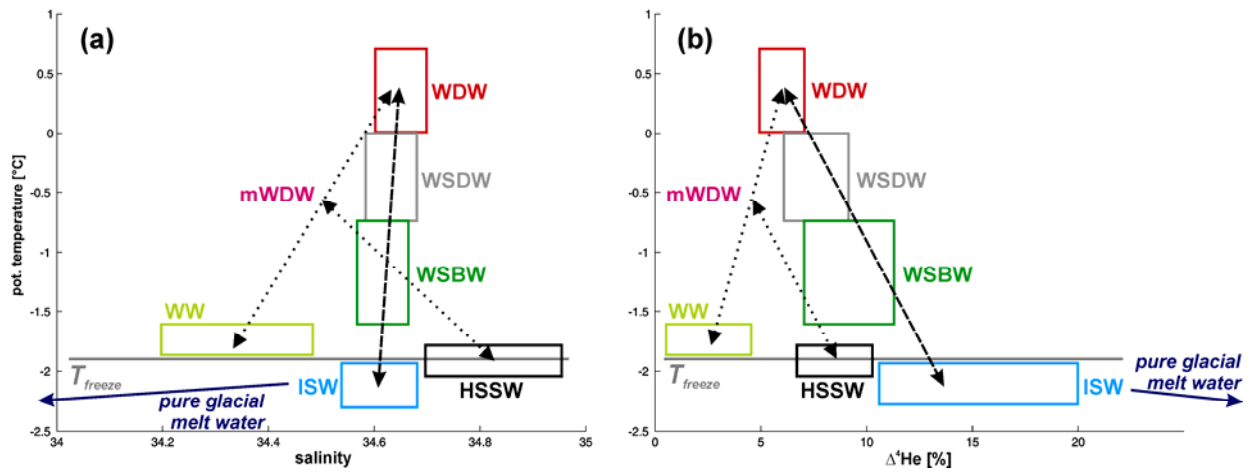 (a)
pot. temperature [°C]
1
0.5
0
-0.5
-1
-1.5
-2
-2.5
WDW
WSDW
mWDW
WSBW
WW
T freeze
ISW
HSSW
pure glacial
melt water
34
34.2
34.4
34.6
34.8
35
salinity
(b)
1
0.5
0
-0.5
-1
-1.5
-2
-2.5
WDW
WSDW
mWDW
WSBW
WW
T freeze
HSSW
ISW
pure glacial
melt water
0
5
10
15
20
Δ⁴He [%]